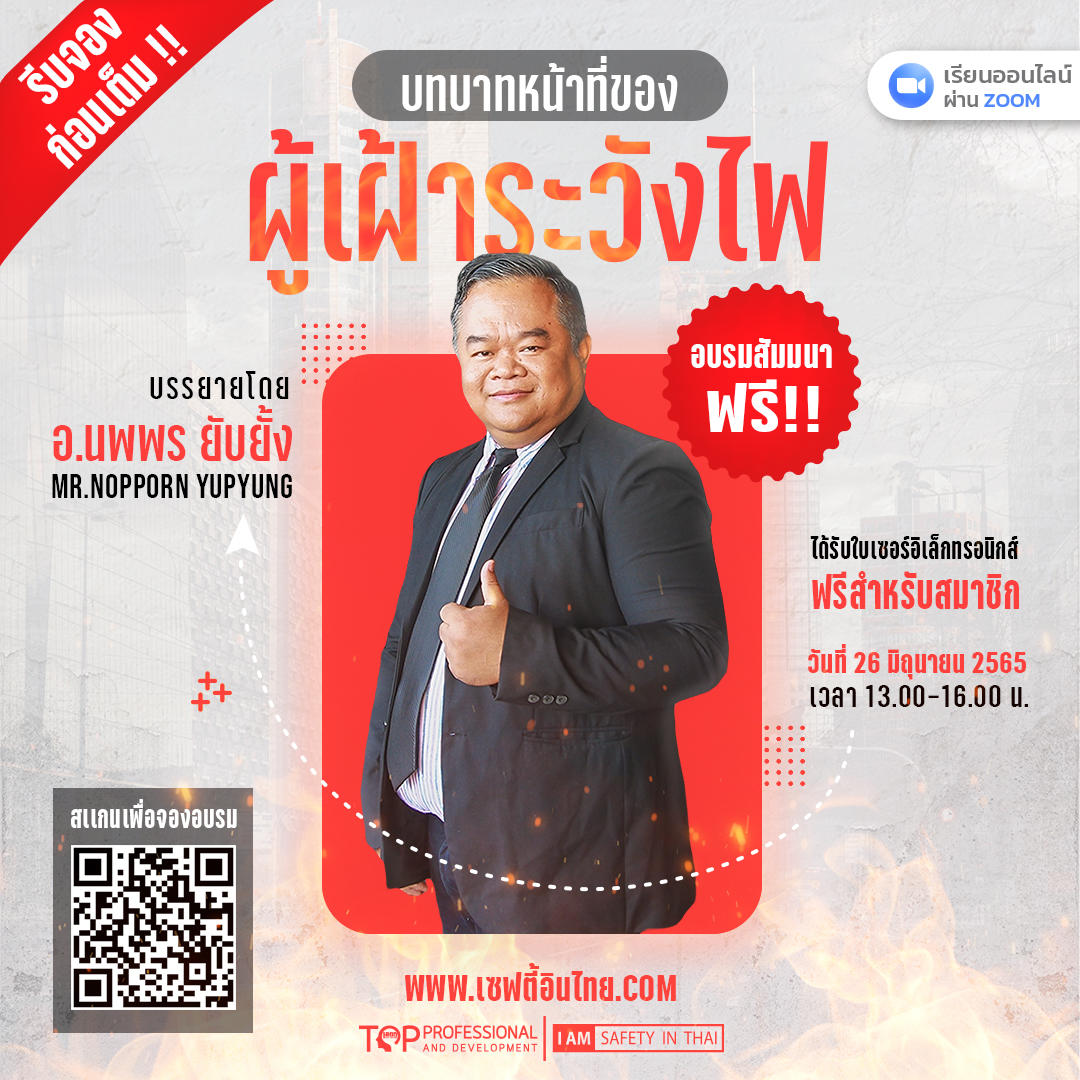 รีบจอง
ก่อนเต็ม !!
บทบาทหน้าที่ของ
เรียนออนไลน์
ผ่าน ZOOM
ผู้เฝ้าระวังไฟ
อบรมสัมมนา
ฟรี!!
บรรยายโดย
อ.นพพร ยับยั้ง
MR.NOPPORN YUPYUNG
ได้รับใบเซอร์อิเล็กทรอนิกส์
ฟรีสำหรับสมาชิก
วันที่ 26 มิถุนายน 2565
เวลา 13.00-16.00 น.
สแกนเพื่อจองอบรม
WWW.เซฟตี้อินไทย.COM
TOP PROFESSIONAL
AND DEVELOPMENT
I AM SAFETY IN THAI